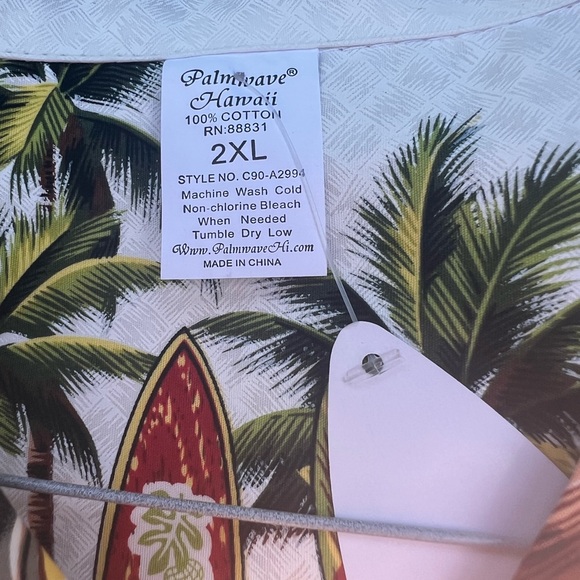 Palmwave®
Hawaii
100% COTTON
RN:88831
2XL
STYLE NO. C90-A2994
Machine Wash Cold
Non-chlorine Bleach
When Needed
Tumble Dry Low
Www.PalmwaveHi.com
MADE IN CHINA